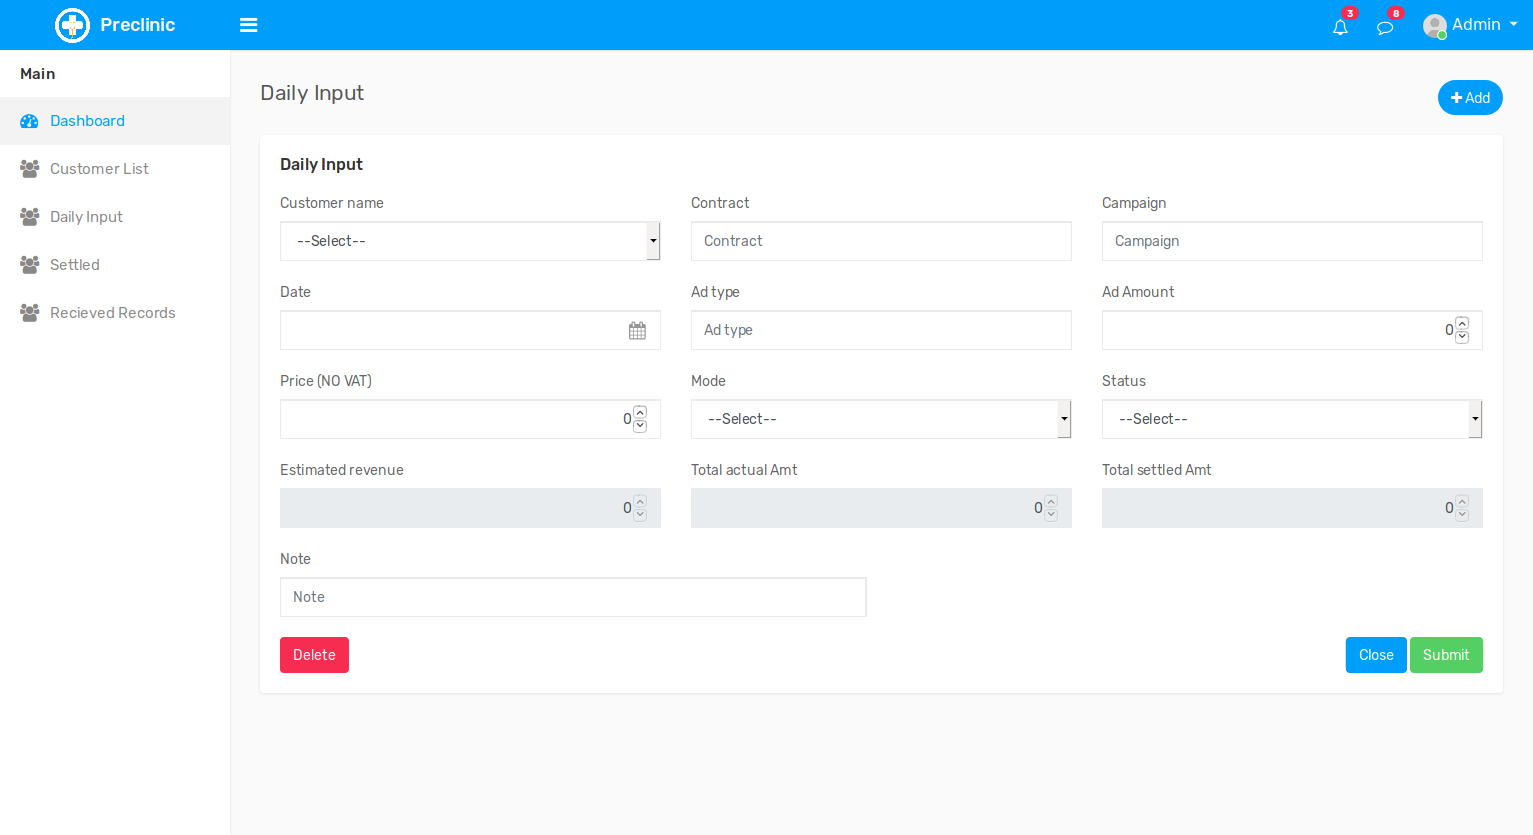 Preclinic
3
8
Admin
Main
Dashboard
Customer List
Daily Input
Settled
Recieved Records
Daily Input
Add
Daily Input
Customer name
Contract
Campaign
--Select--
Contract
Campaign
Date
Ad type
Ad Amount
Ad type
0
Price (NO VAT)
Mode
Status
0
--Select--
--Select--
Estimated revenue
Total actual Amt
Total settled Amt
0
0
0
Note
Note
Delete
Close
Submit